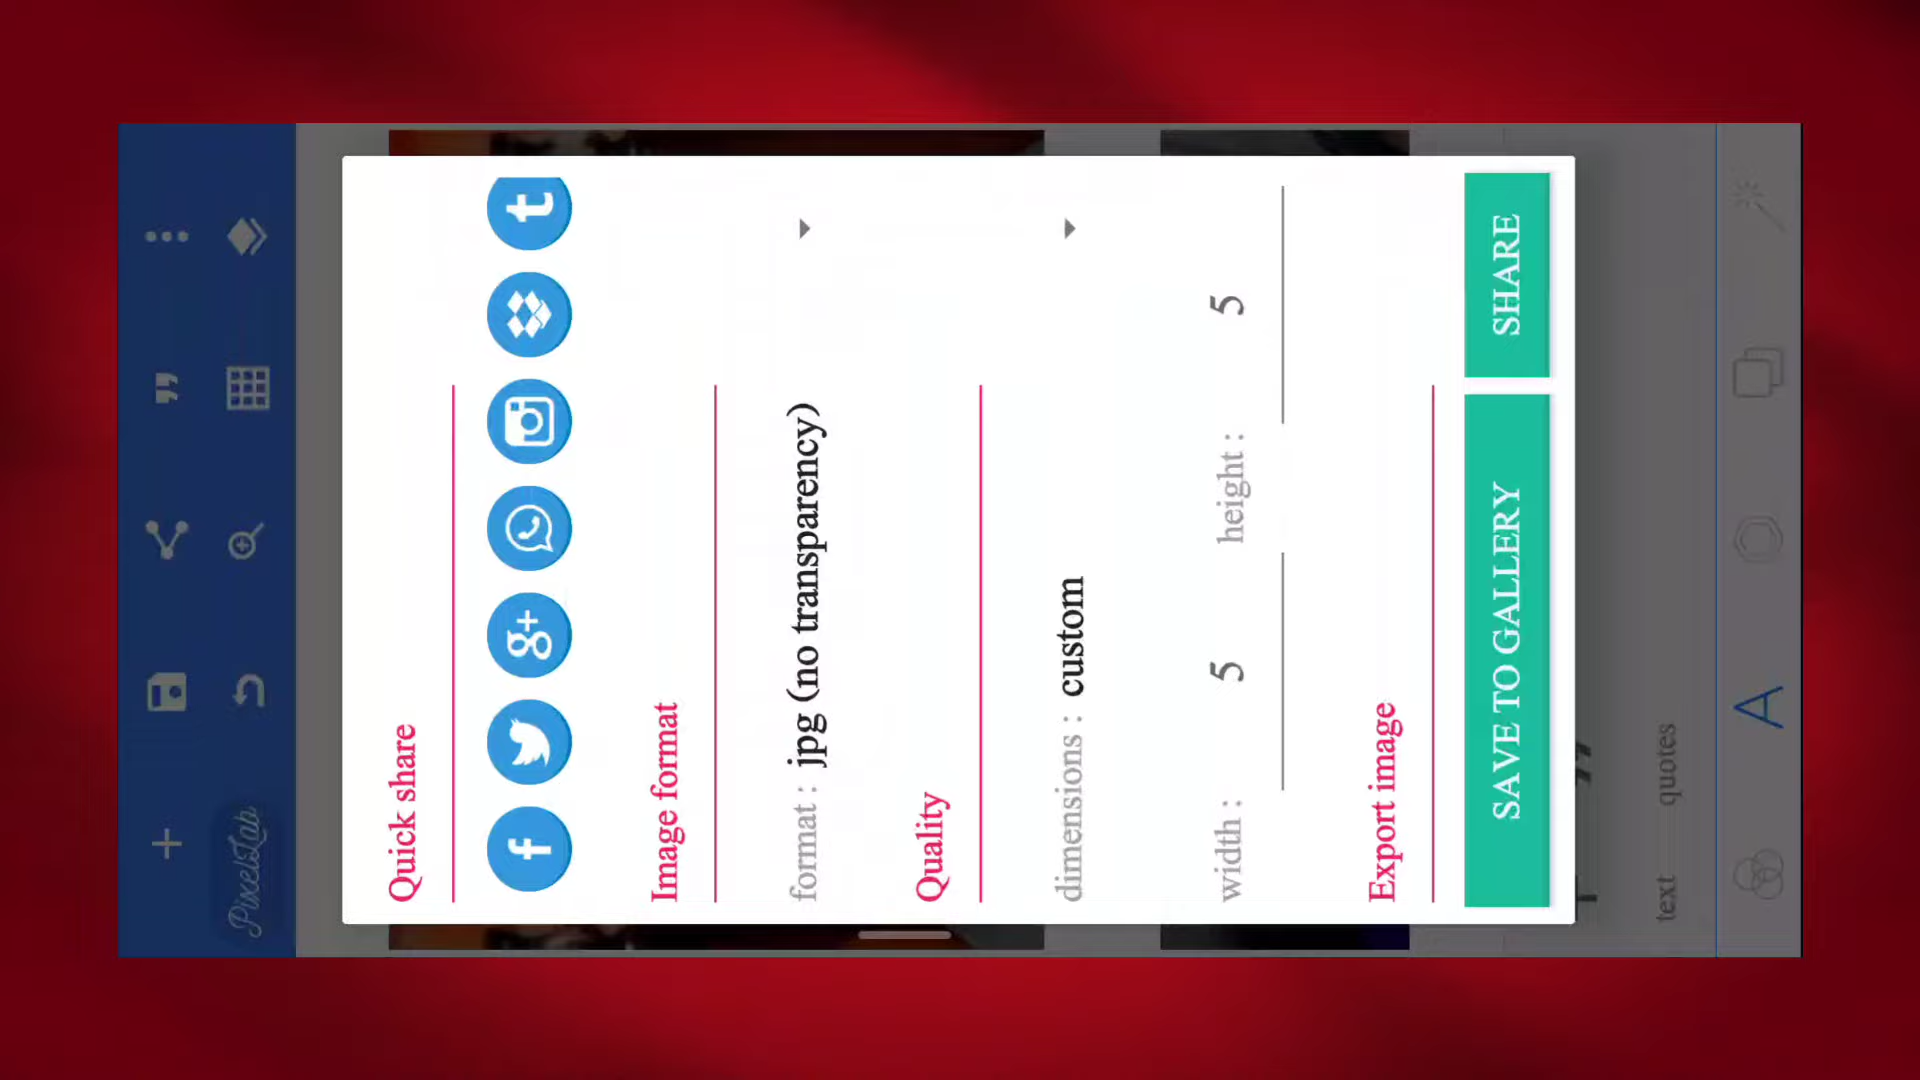 PixelLab
Quick share
Image format
format : jpg (no transparency)
Quality
dimensions : custom
width : 5 height : 5
Export image
SAVE TO GALLERY SHARE
text quotes